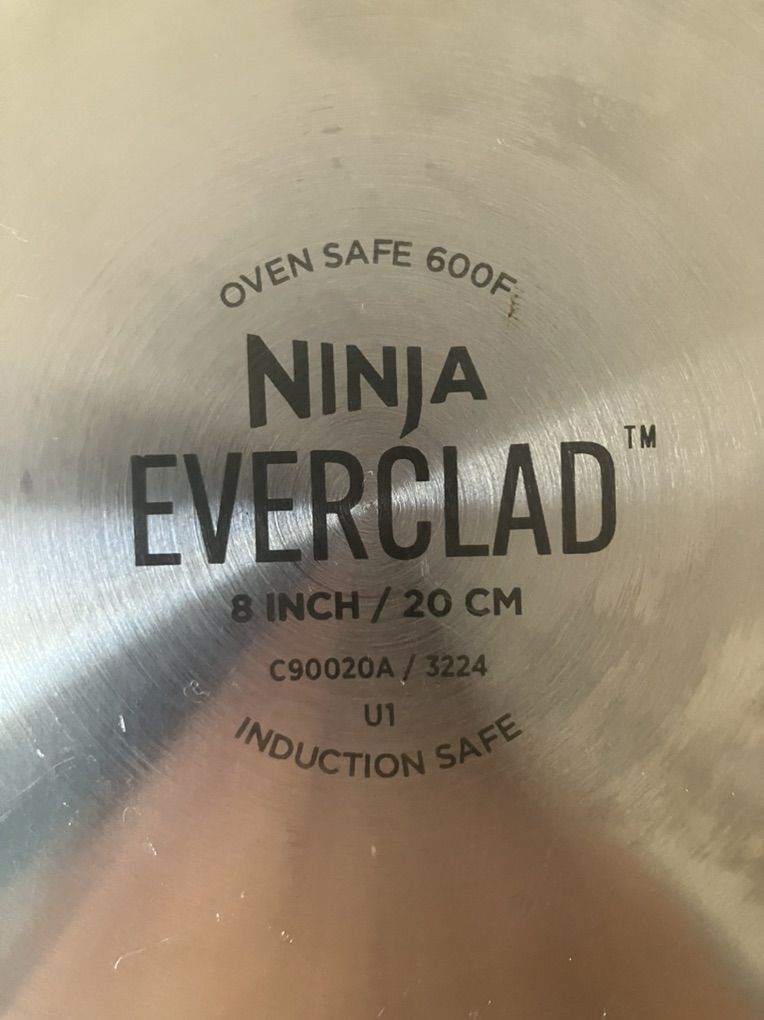 OVEN SAFE 600F
NINJA
EVERCLAD™
8 INCH / 20 CM
C90020A / 3224
U1
INDUCTION SAFE